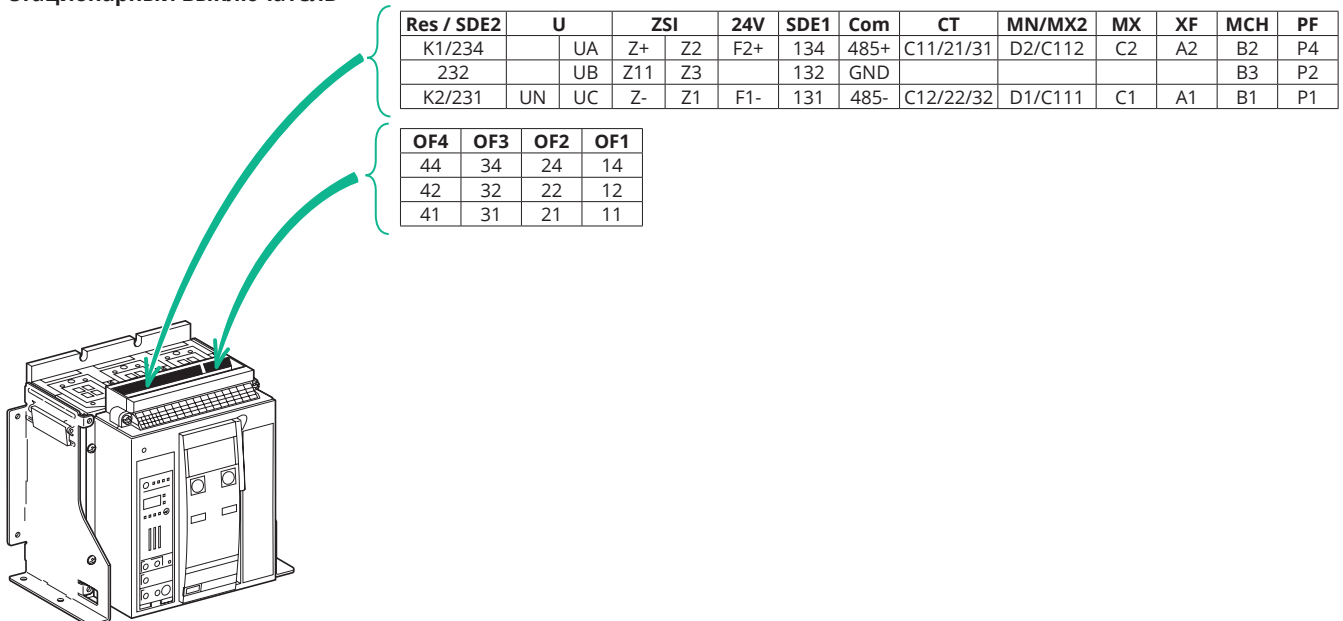 Стационарный выключатель
Res / SDE2 U ZSI 24V SDE1 Com CT MN/MX2 MX XF MCH PF
K1/234 UA Z+ Z2 F2+ 134 485+ C11/21/31 D2/C112 C2 A2 B2 P4
232 UB Z11 Z3 132 GND B3 P2
K2/231 UN UC Z- Z1 F1- 131 485- C12/22/32 D1/C111 C1 A1 B1 P1
OF4 OF3 OF2 OF1
44 34 24 14
42 32 22 12
41 31 21 11